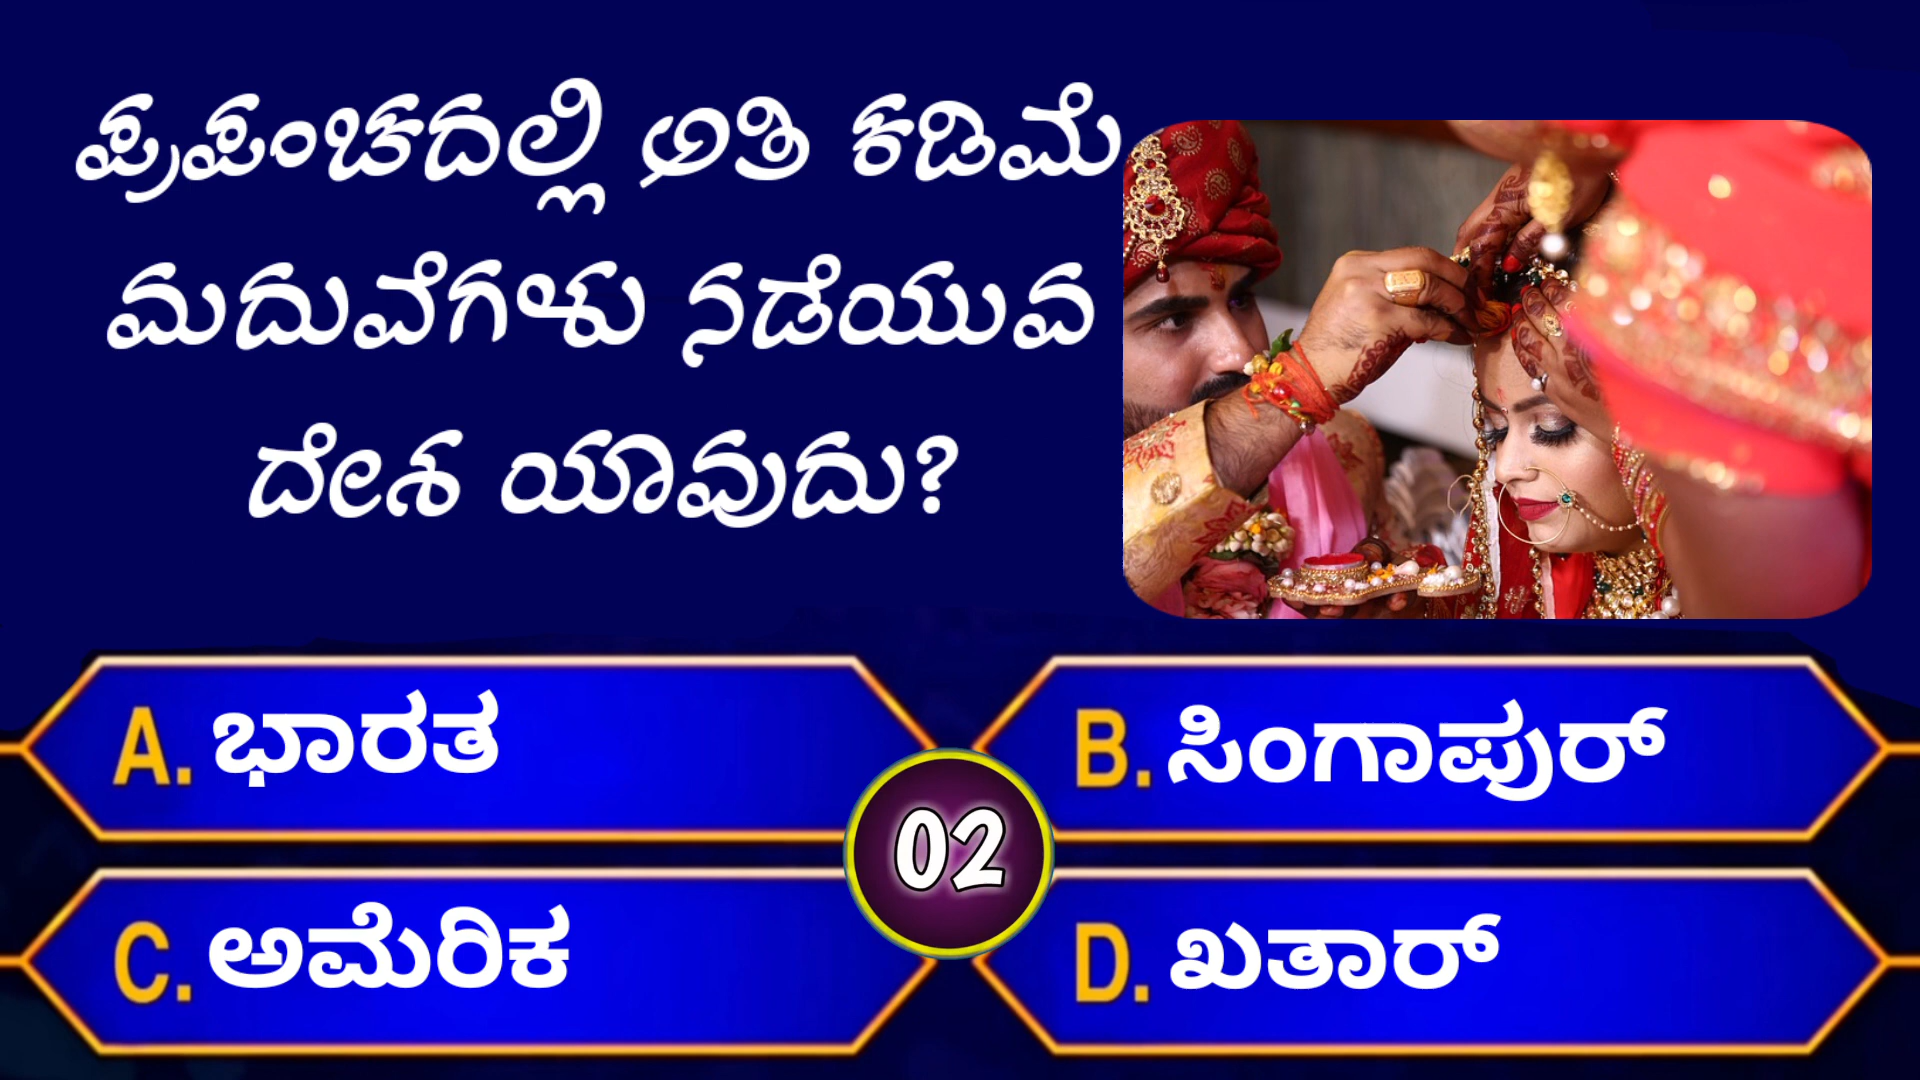 ಪ್ರಪಂಚದಲ್ಲಿ ಅತಿ ಕಡಿಮೆ
ಮದುವೆಗಳು ನಡೆಯುವ
ದೇಶ ಯಾವುದು?
A. ಭಾರತ
B. ಸಿಂಗಾಪುರ್
02
C. ಅಮೆರಿಕ
D. ಖತಾರ್